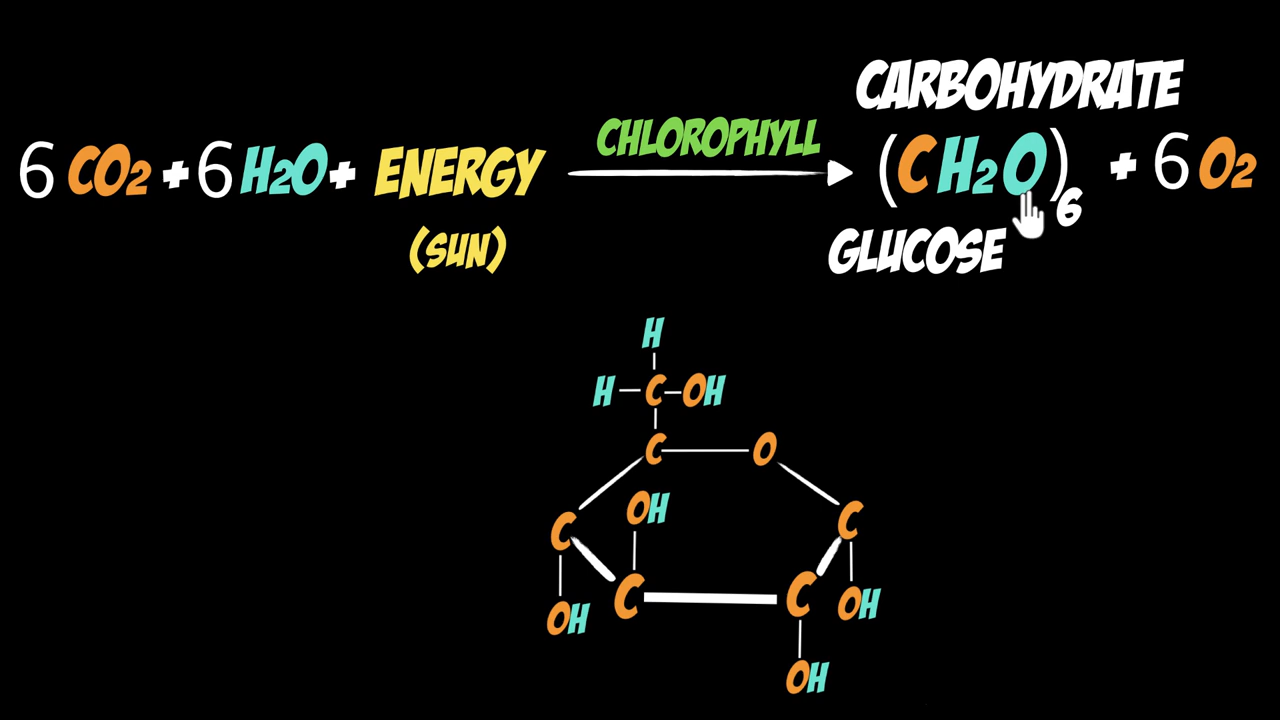 CARBOHYDRATE
6 CO2 + 6 H2O + ENERGY CHLOROPHYLL (CH2O)6 + 6 O2
(SUN)
GLUCOSE
H
H C OH
C O
OH
C C
C C
OH OH
OH